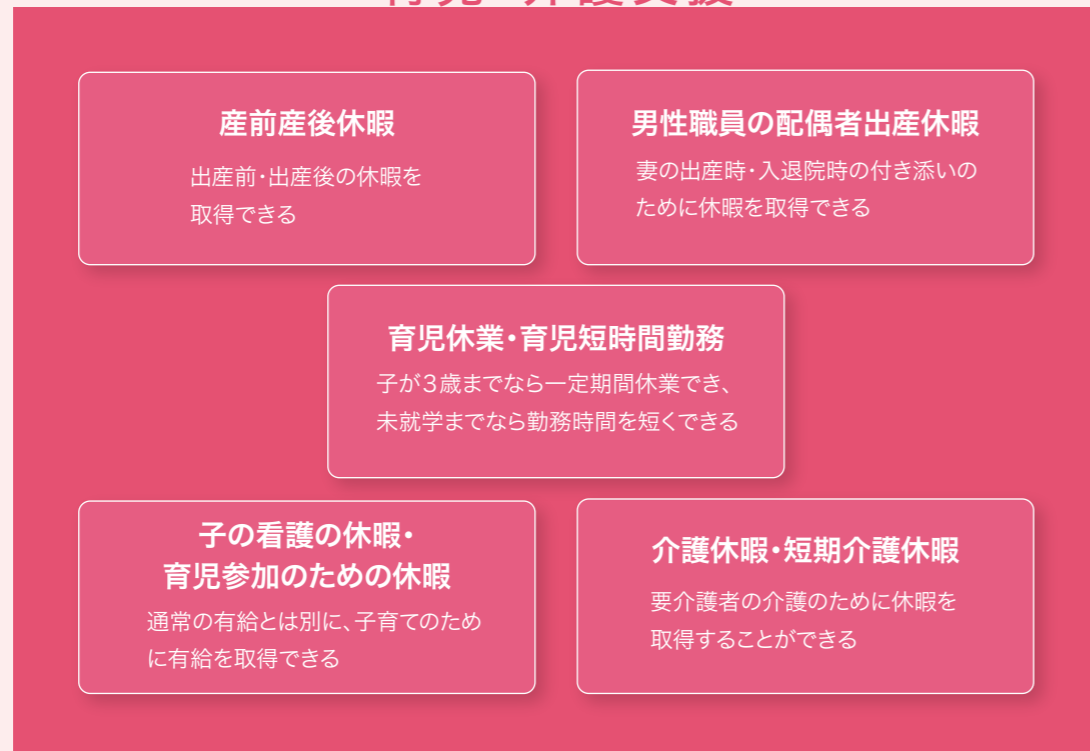 産前産後休暇
出産前・出産後の休暇を
取得できる
男性職員の配偶者出産休暇
妻の出産時・入退院時の付き添いの
ために休暇を取得できる
育児休業・育児短時間勤務
子が3歳までなら一定期間休業でき、
未就学までなら勤務時間を短くできる
子の看護の休暇・
育児参加のための休暇
通常の有給とは別に、子育てのため
に有給を取得できる
介護休暇・短期介護休暇
要介護者の介護のために休暇を
取得することができる